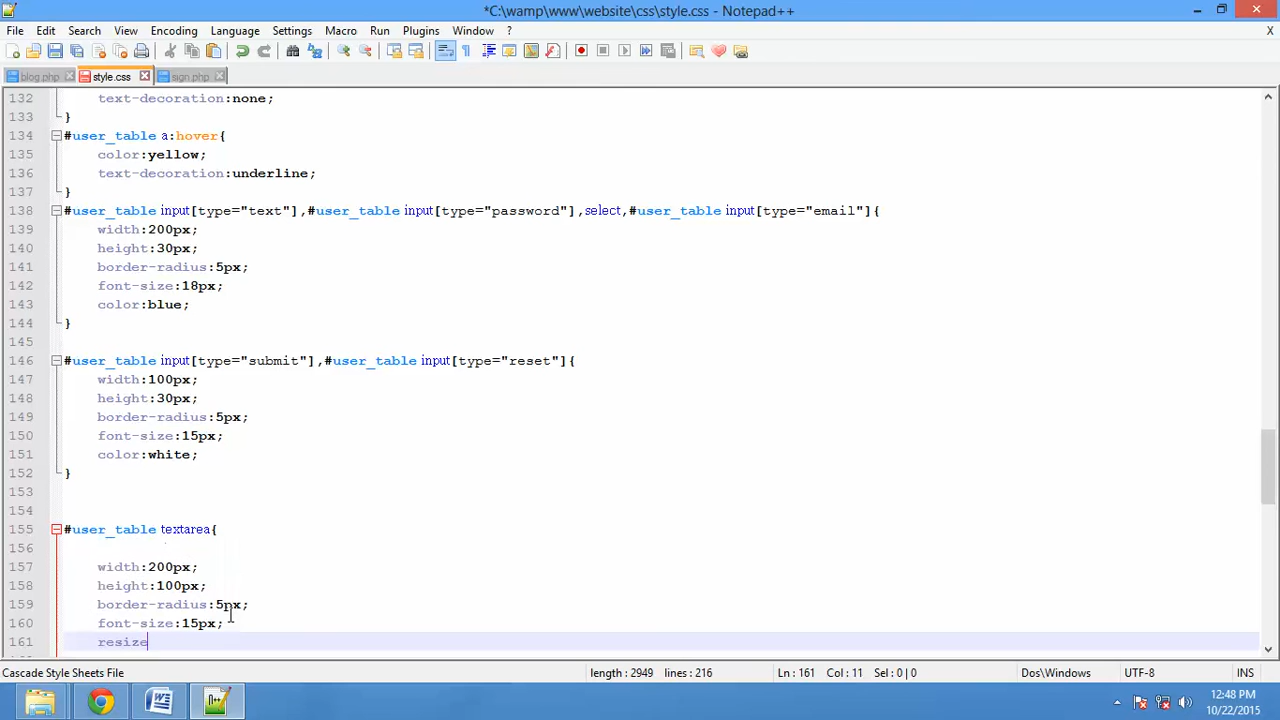 *C:\wamp\www\website\css\style.css - Notepad++
File Edit Search View Encoding Language Settings Macro Run Plugins Window ? X
blog.php style.css sign.php
132 text-decoration:none;
133 }
134 #user_table a:hover{
135 color:yellow;
136 text-decoration:underline;
137 }
138 #user_table input[type="text"],#user_table input[type="password"],select,#user_table input[type="email"]{
139 width:200px;
140 height:30px;
141 border-radius:5px;
142 font-size:18px;
143 color:blue;
144 }
145
146 #user_table input[type="submit"],#user_table input[type="reset"]{
147 width:100px;
148 height:30px;
149 border-radius:5px;
150 font-size:15px;
151 color:white;
152 }
153
154
155 #user_table textarea{
156
157 width:200px;
158 height:100px;
159 border-radius:5px;
160 font-size:15px;
161 resize
Cascade Style Sheets File length : 2949 lines : 216 Ln : 161 Col : 11 Sel : 0 | 0 Dos\Windows UTF-8 INS
12:48 PM
10/22/2015